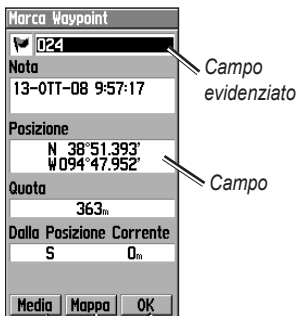 Marca Waypoint
024
Nota
13-OTT-08 9:57:17
Posizione
N 38°51.393'
W094°47.952'
Quota
363m
Dalla Posizione Corrente
S 0m
Media Mappa OK
Campo
evidenziato
Campo